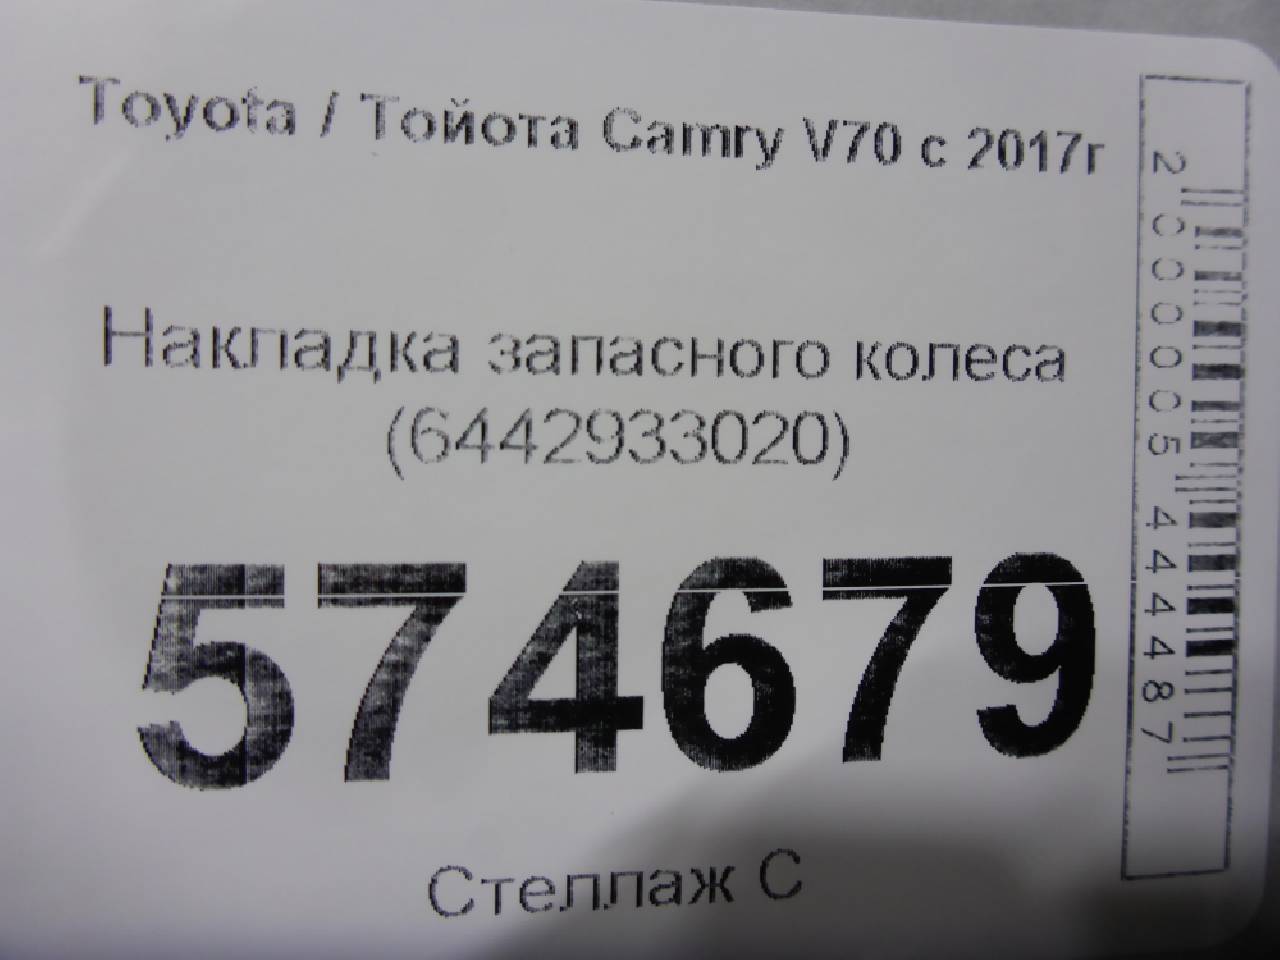 Toyota / Тойота Camry V70 с 2017г
Накладка запасного колеса
(6442933020)
574679
Стеллаж С
2000005444487